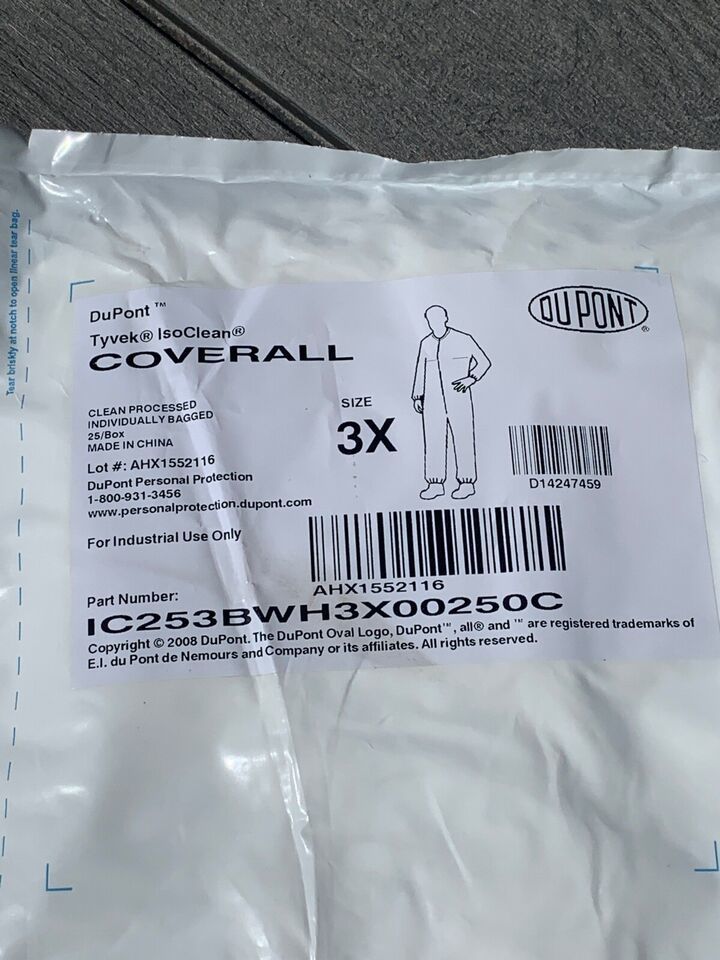 Tear briskly at notch to open linear tear bag.
DuPont ™
Tyvek® IsoClean®
COVERALL
DU PONT ®
CLEAN PROCESSED
INDIVIDUALLY BAGGED
25/Box
MADE IN CHINA
SIZE
3X
Lot #: AHX1552116
DuPont Personal Protection
1-800-931-3456
www.personalprotection.dupont.com
D14247459
For Industrial Use Only
AHX1552116
Part Number:
IC253BWH3X00250C
Copyright © 2008 DuPont. The DuPont Oval Logo, DuPont™, all® and ™ are registered trademarks of
E.I. du Pont de Nemours and Company or its affiliates. All rights reserved.